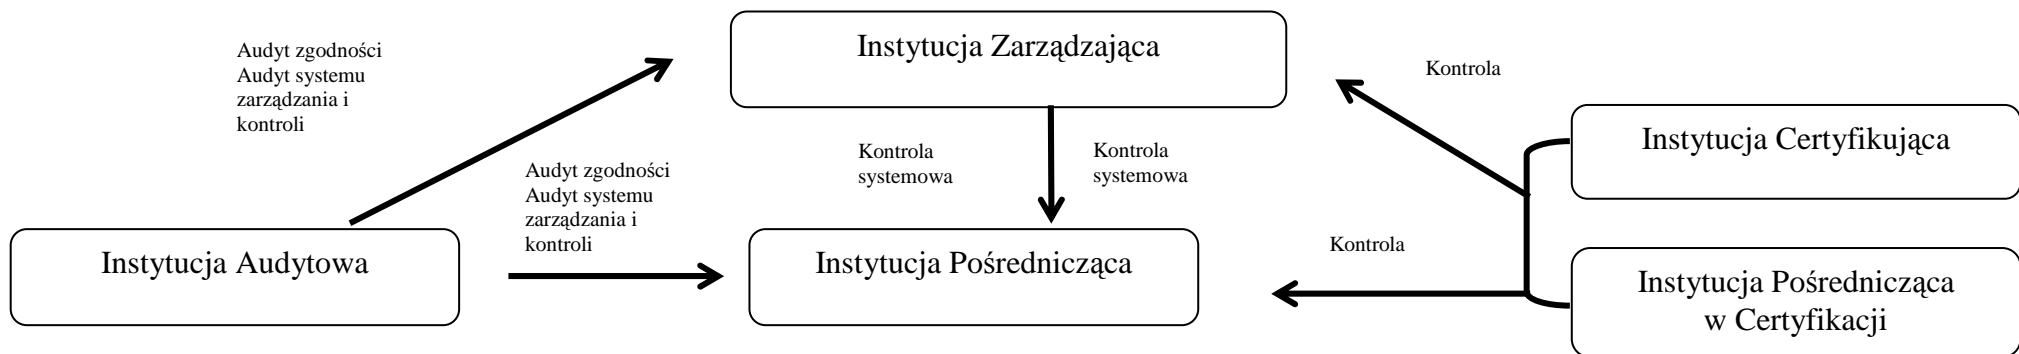 Audyt zgodności
Audyt systemu
zarządzania i
kontroli
Instytucja Zarządzająca
Kontrola
Instytucja Certyfikująca
Kontrola
systemowa
Kontrola
systemowa
Audyt zgodności
Audyt systemu
zarządzania i
kontroli
Instytucja Audytowa
Instytucja Pośrednicząca
Kontrola
Instytucja Pośrednicząca
w Certyfikacji